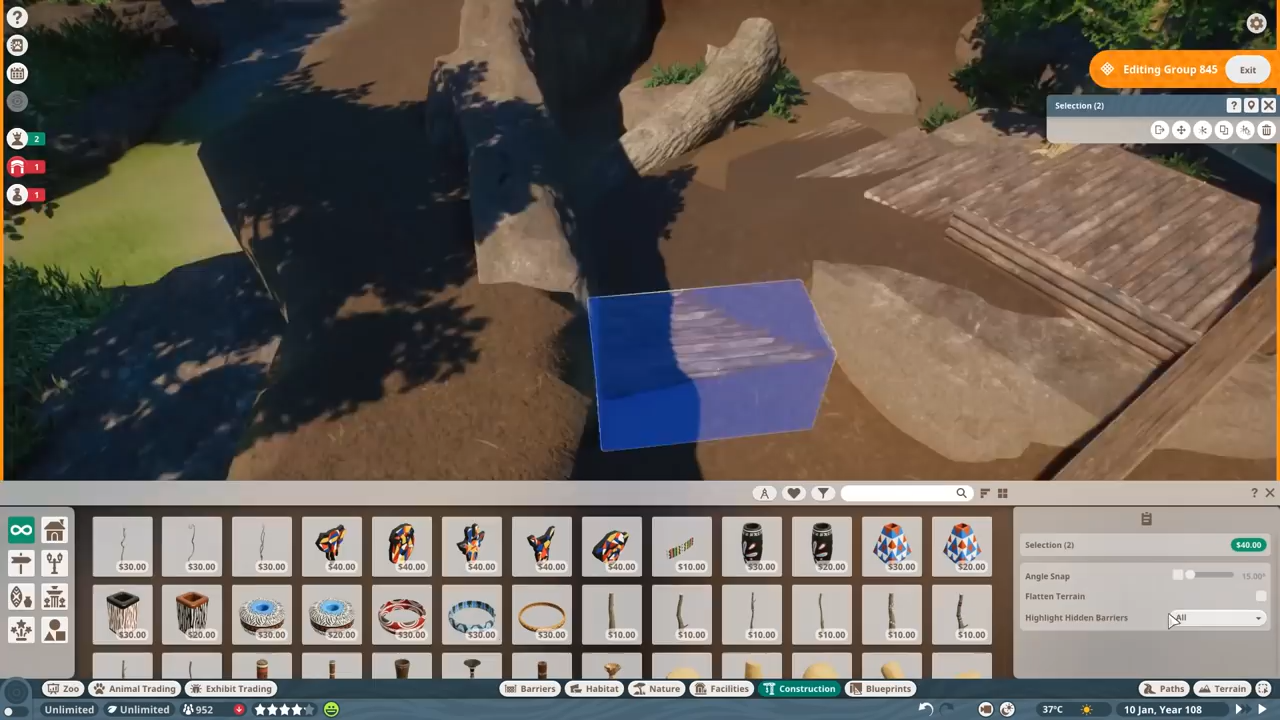 ?
Editing Group 845
Exit
Selection (2)
?
2
1
1
?
$30.00 $30.00 $30.00 $40.00 $40.00 $40.00 $40.00 $40.00 $10.00 $30.00 $20.00 $30.00 $20.00
$30.00 $20.00 $30.00 $20.00 $30.00 $30.00 $30.00 $10.00 $10.00 $10.00 $10.00 $10.00 $10.00
Selection (2) $40.00
Angle Snap 15.00°
Flatten Terrain
Highlight Hidden Barriers All
Zoo Animal Trading Exhibit Trading Barriers Habitat Nature Facilities Construction Blueprints Paths Terrain
Unlimited Unlimited 952 37°C 10 Jan, Year 108